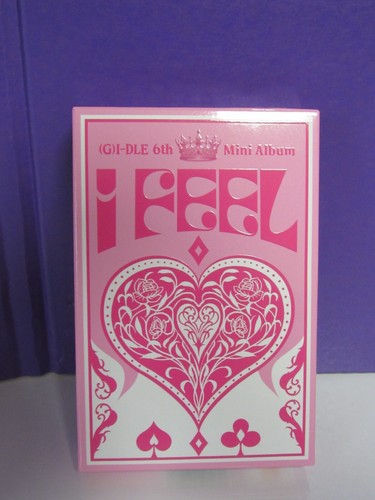 (G)I-DLE 6th Mini Album
I FEEL